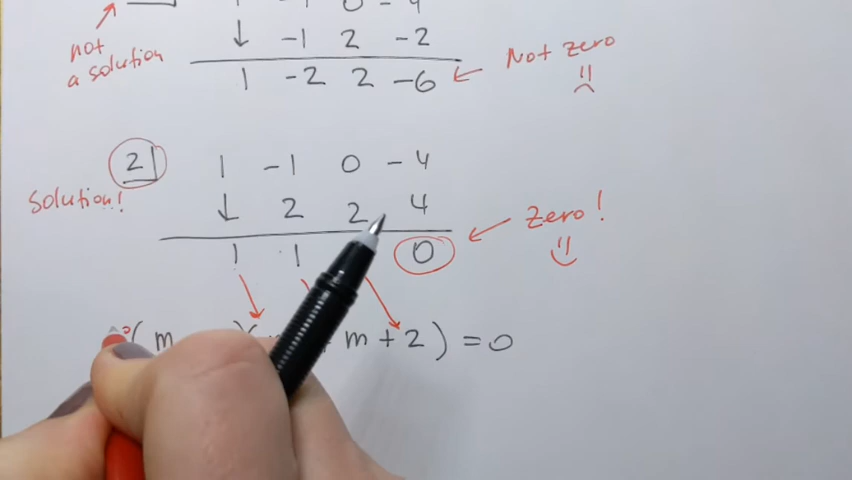 not
a solution
↓ -1 2 -2
1 -2 2 -6
Not zero
2| 1 -1 0 -4
Solution!
↓ 2 2 4
Zero!
1 1 0
( m )( m + 2 ) = 0